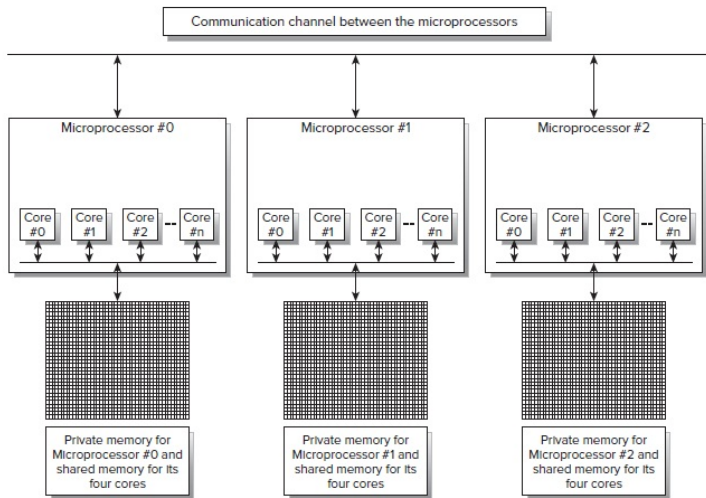 Communication channel between the microprocessors
Microprocessor #0
Core
#0
Core
#1
Core
#2
--
Core
#n
Microprocessor #1
Core
#0
Core
#1
Core
#2
--
Core
#n
Microprocessor #2
Core
#0
Core
#1
Core
#2
--
Core
#n
Private memory for
Microprocessor #0 and
shared memory for its
four cores
Private memory for
Microprocessor #1 and
shared memory for its
four cores
Private memory for
Microprocessor #2 and
shared memory for its
four cores